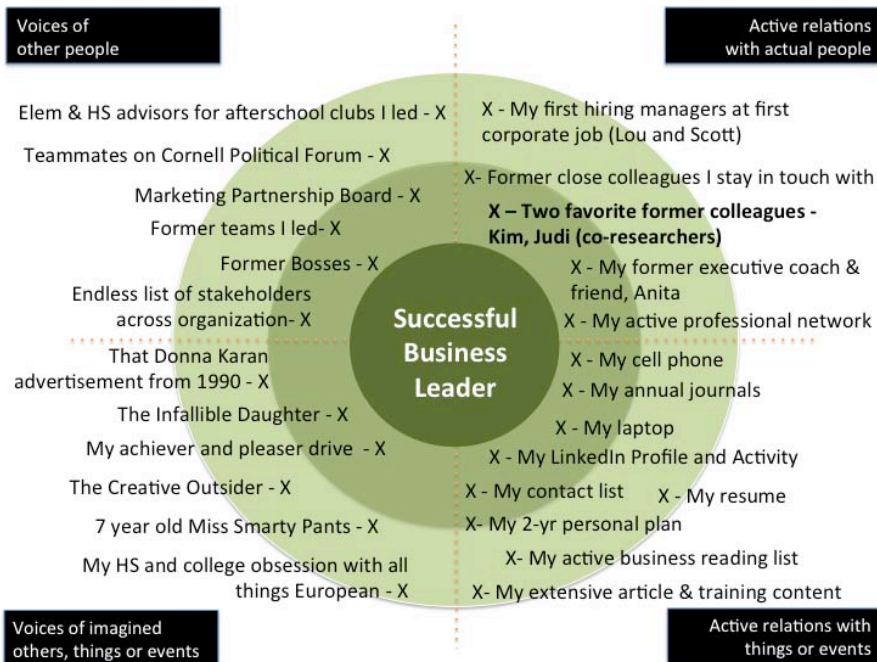 Voices of
other people
Active relations
with actual people
Elem & HS advisors for afterschool clubs I led - X
Teammates on Cornell Political Forum - X
Marketing Partnership Board - X
Former teams I led- X
Former Bosses - X
Endless list of stakeholders
across organization- X
X - My first hiring managers at first
corporate job (Lou and Scott)
X- Former close colleagues I stay in touch with
X – Two favorite former colleagues -
Kim, Judi (co-researchers)
X - My former executive coach &
friend, Anita
X - My active professional network
Successful
Business
Leader
That Donna Karan
advertisement from 1990 - X
The Infallible Daughter - X
My achiever and pleaser drive - X
The Creative Outsider - X
7 year old Miss Smarty Pants - X
My HS and college obsession with all
things European - X
X - My cell phone
X - My annual journals
X - My laptop
X - My LinkedIn Profile and Activity
X - My contact list
X - My resume
X- My 2-yr personal plan
X- My active business reading list
X- My extensive article & training content
Voices of imagined
others, things or events
Active relations with
things or events